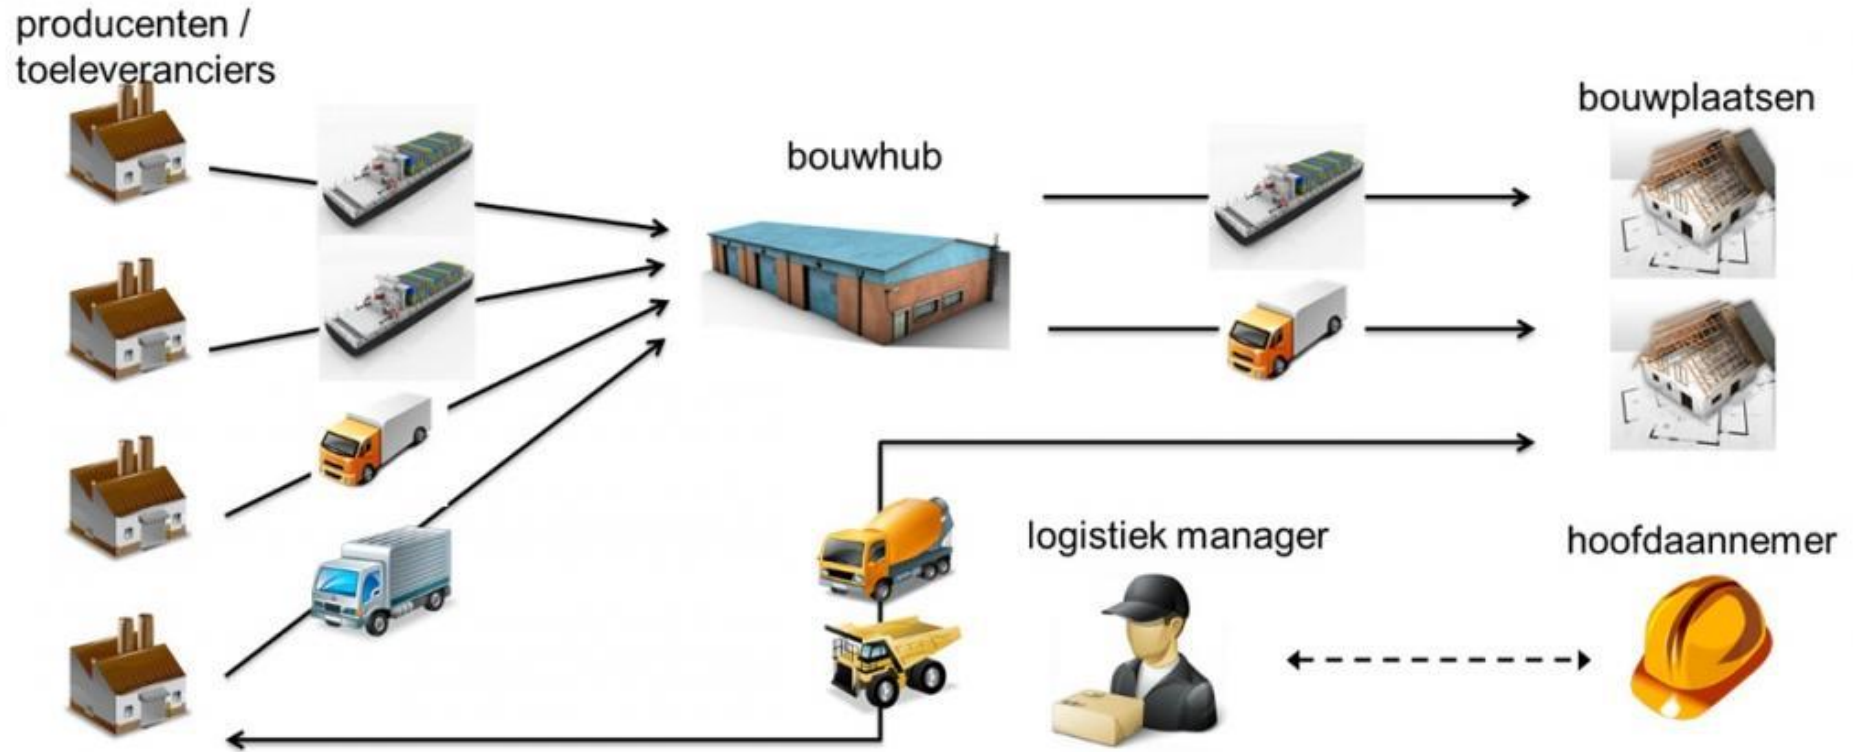 producenten /
toeleveranciers
bouwhub
bouwplaatsen
logistiek manager
hoofdaannemer